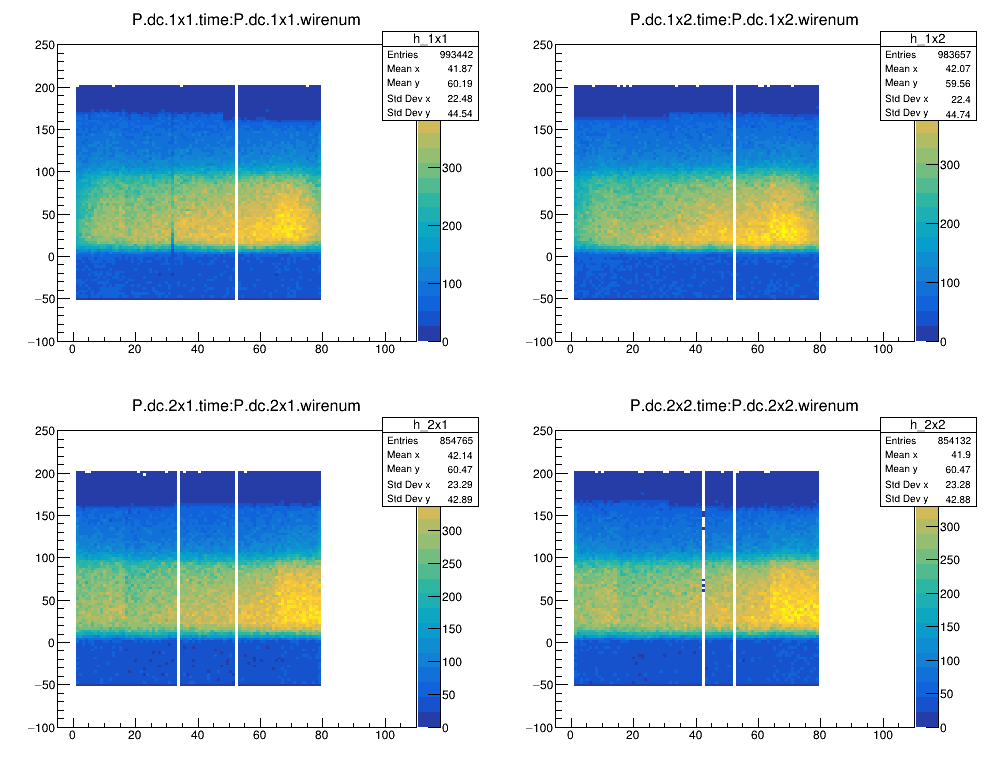 P.dc.1x1.time:P.dc.1x1.wirenum
h_1x1
Entries 993442
Mean x 41.87
Mean y 60.19
Std Dev x 22.48
Std Dev y 44.54
250
200
150
100
50
0
−50
−100
0 20 40 60 80 100
300
200
100
0
P.dc.1x2.time:P.dc.1x2.wirenum
h_1x2
Entries 983657
Mean x 42.07
Mean y 59.56
Std Dev x 22.4
Std Dev y 44.74
250
200
150
100
50
0
−50
−100
0 20 40 60 80 100
300
200
100
0
P.dc.2x1.time:P.dc.2x1.wirenum
h_2x1
Entries 854765
Mean x 42.14
Mean y 60.47
Std Dev x 23.29
Std Dev y 42.89
250
200
150
100
50
0
−50
−100
0 20 40 60 80 100
300
250
200
150
100
50
0
P.dc.2x2.time:P.dc.2x2.wirenum
h_2x2
Entries 854132
Mean x 41.9
Mean y 60.47
Std Dev x 23.28
Std Dev y 42.88
250
200
150
100
50
0
−50
−100
0 20 40 60 80 100
300
250
200
150
100
50
0